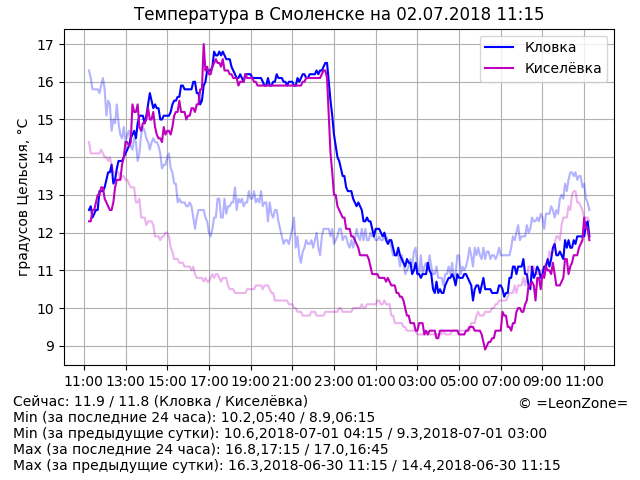 Температура в Смоленске на 02.07.2018 11:15
Кловка
Киселёвка
градусов Цельсия, °C
17
16
15
14
13
12
11
10
9
11:00 13:00 15:00 17:00 19:00 21:00 23:00 01:00 03:00 05:00 07:00 09:00 11:00
Сейчас: 11.9 / 11.8 (Кловка / Киселёвка)
© =LeonZone=
Min (за последние 24 часа): 10.2,05:40 / 8.9,06:15
Min (за предыдущие сутки): 10.6,2018-07-01 04:15 / 9.3,2018-07-01 03:00
Max (за последние 24 часа): 16.8,17:15 / 17.0,16:45
Max (за предыдущие сутки): 16.3,2018-06-30 11:15 / 14.4,2018-06-30 11:15